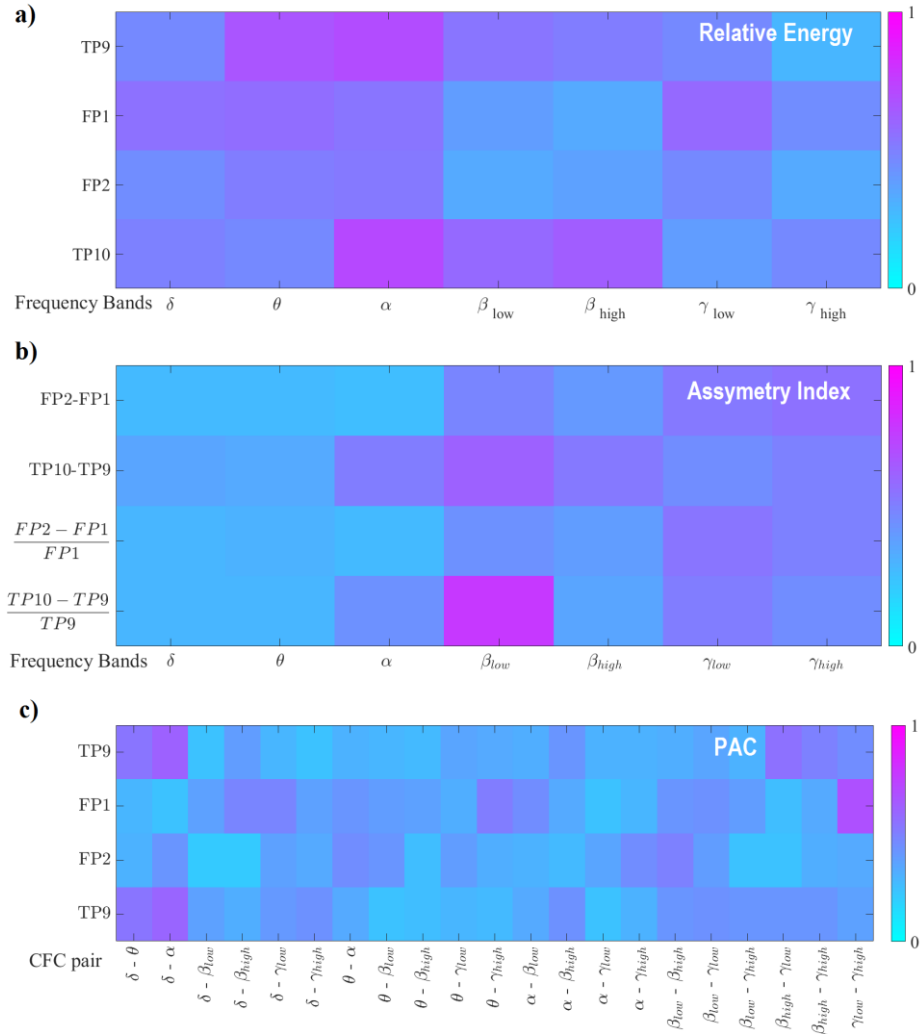 a)
Relative Energy
1
TP9
FP1
FP2
TP10
0
Frequency Bands δ θ α β low β high γ low γ high
b)
Assymetry Index
1
FP2-FP1
TP10-TP9
FP2 − FP1
FP1
TP10 − TP9
TP9
0
Frequency Bands δ θ α βlow βhigh γlow γhigh
c)
PAC
1
TP9
FP1
FP2
TP9
0
CFC pair
δ - θ
δ - α
δ - βlow
δ - βhigh
δ - γlow
δ - γhigh
θ - α
θ - βlow
θ - βhigh
θ - γlow
θ - γhigh
α - βlow
α - βhigh
α - γlow
α - γhigh
βlow - βhigh
βlow - γlow
βlow - γhigh
βhigh - γlow
βhigh - γhigh
γlow - γhigh